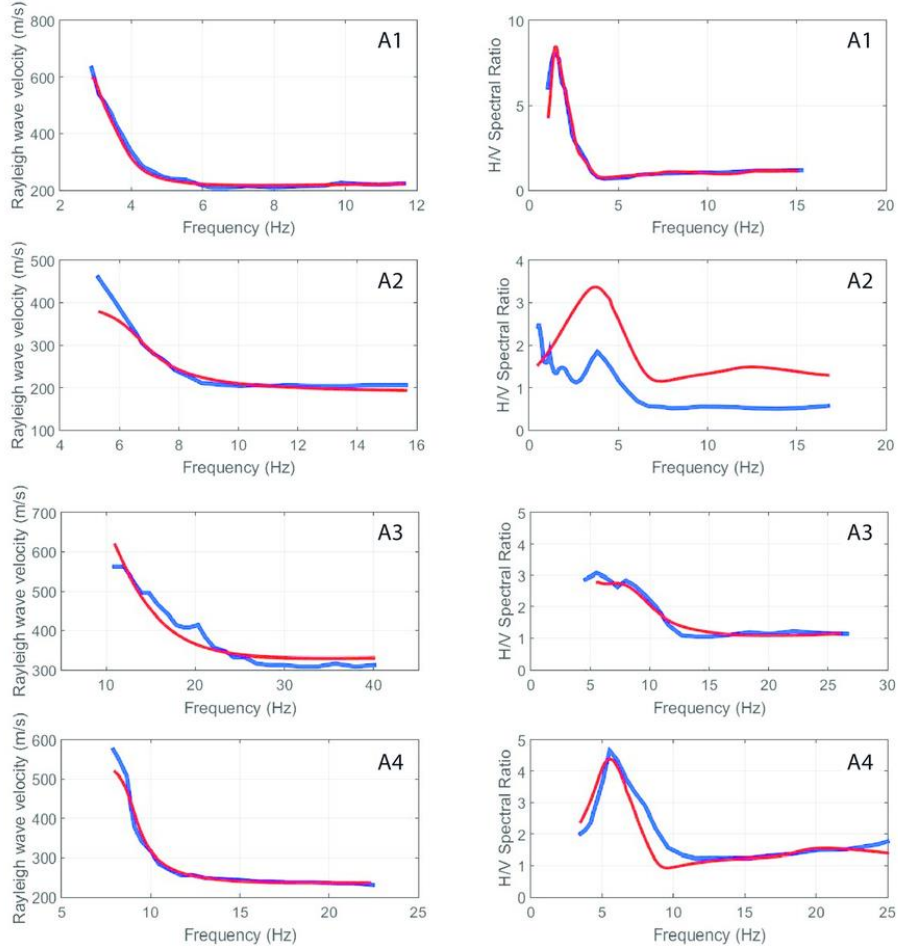 Rayleigh wave velocity (m/s)
800
600
400
200
2 4 6 8 10 12
Frequency (Hz)
A1
H/V Spectral Ratio
10
5
0
0 5 10 15 20
Frequency (Hz)
A1
Rayleigh wave velocity (m/s)
500
400
300
200
100
4 6 8 10 12 14 16
Frequency (Hz)
A2
H/V Spectral Ratio
4
3
2
1
0
0 5 10 15 20
Frequency (Hz)
A2
Rayleigh wave velocity (m/s)
700
600
500
400
300
10 20 30 40
Frequency (Hz)
A3
H/V Spectral Ratio
5
4
3
2
1
0
0 5 10 15 20 25 30
Frequency (Hz)
A3
Rayleigh wave velocity (m/s)
600
500
400
300
200
5 10 15 20 25
Frequency (Hz)
A4
H/V Spectral Ratio
5
4
3
2
1
0
0 5 10 15 20 25
Frequency (Hz)
A4